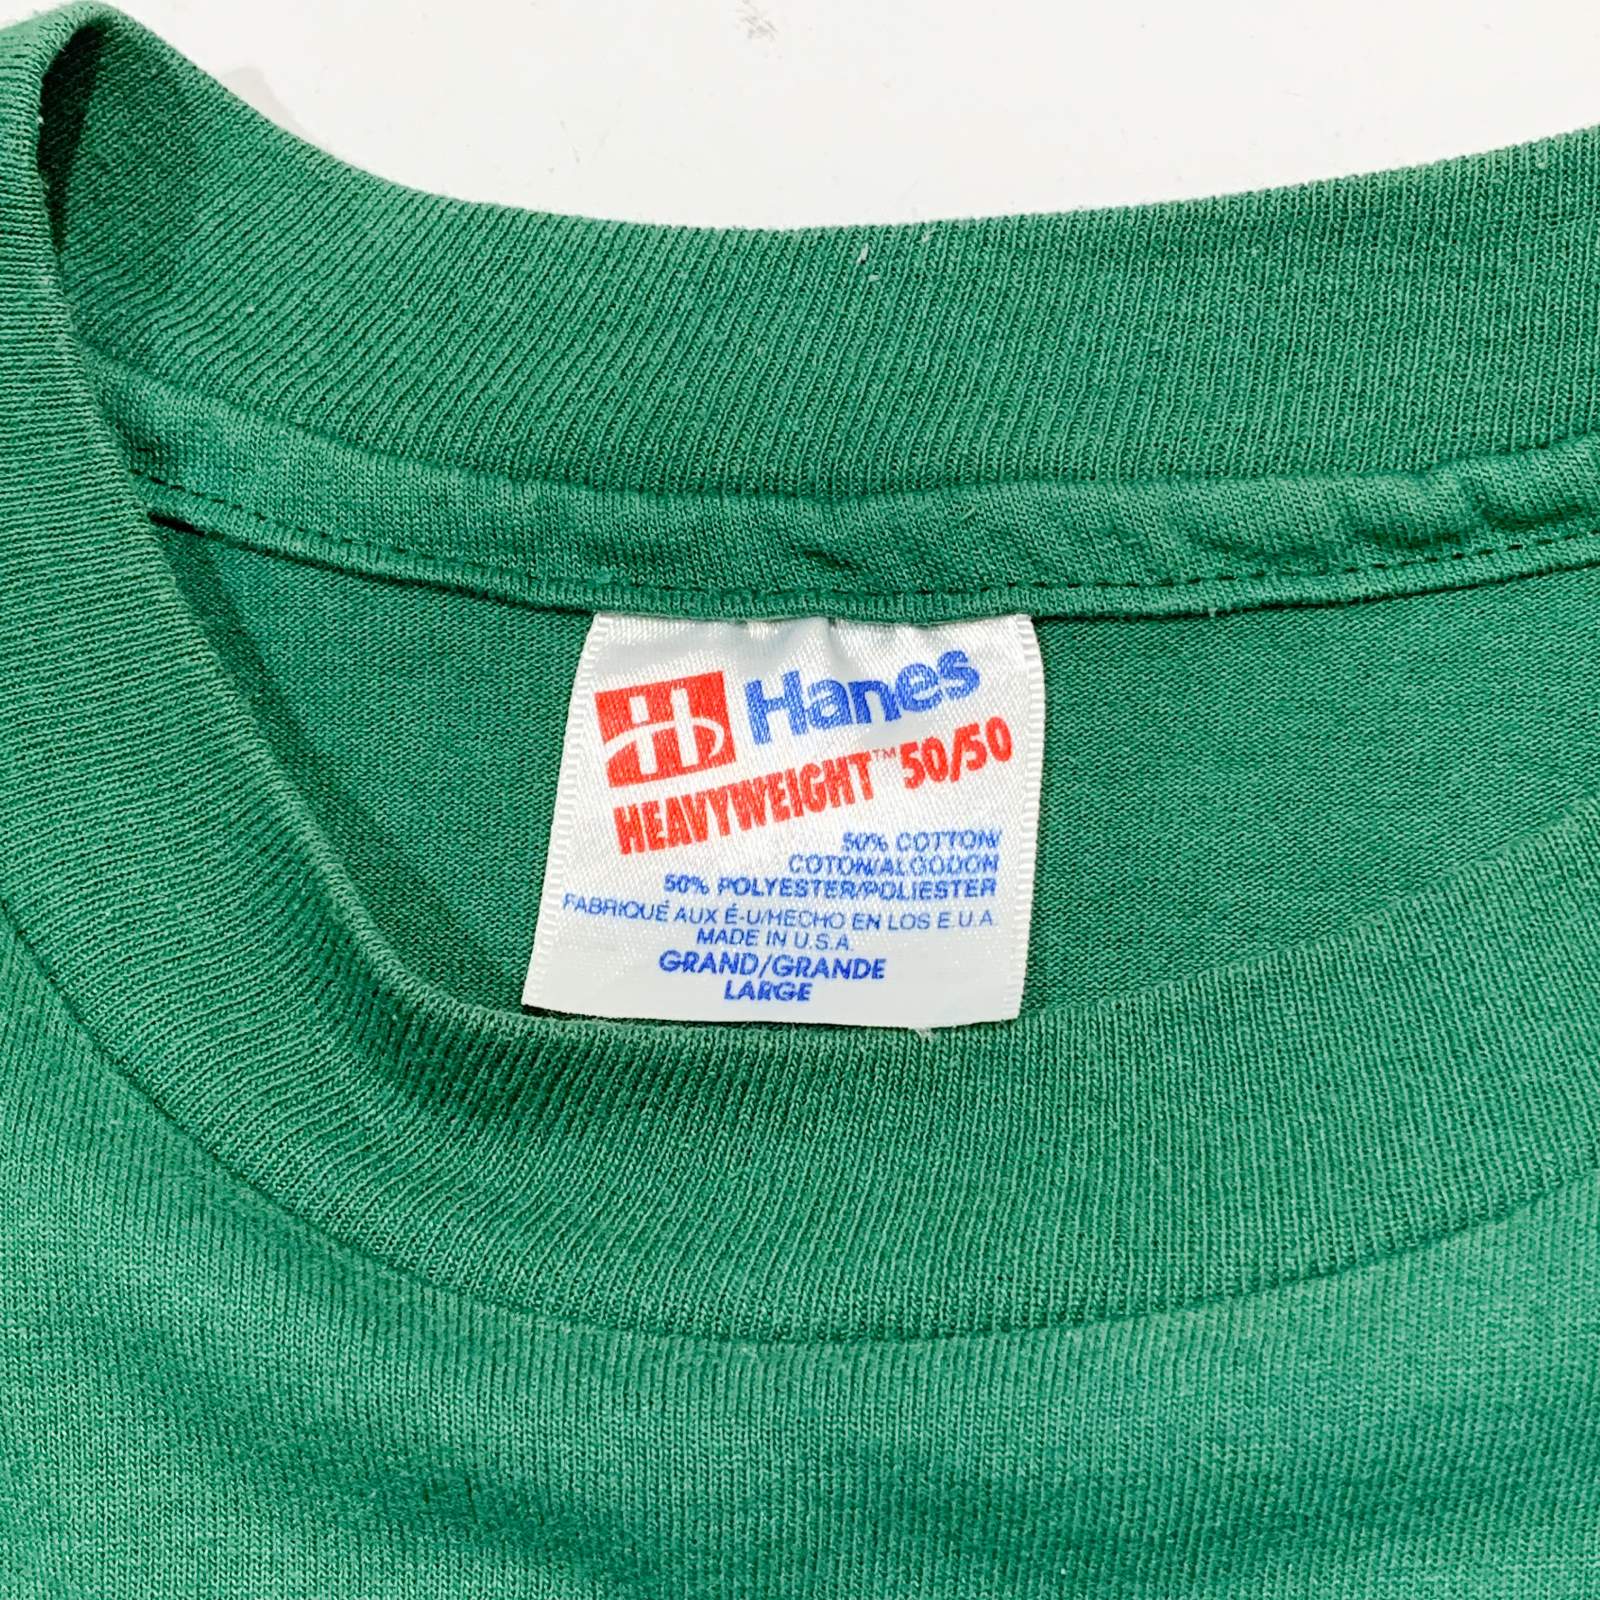 Hanes
HEAVYWEIGHT™ 50/50
50% COTTON/
COTON/ALGODON
50% POLYESTER/POLIESTER
FABRIQUÉ AUX É-U/HECHO EN LOS E.U.A.
MADE IN U.S.A.
GRAND/GRANDE
LARGE